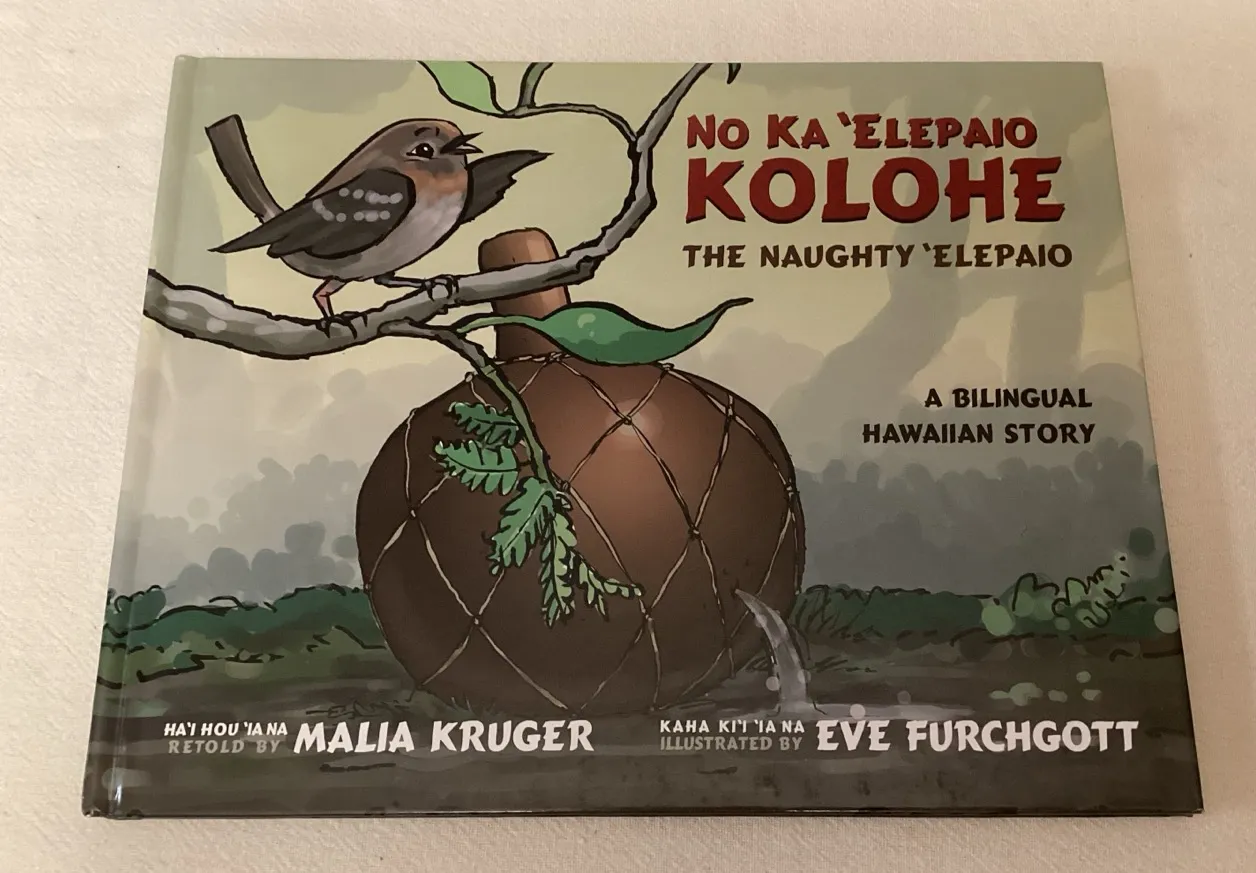 NO KA ‘ELEPAIO
KOLOHE
THE NAUGHTY ‘ELEPAIO
A BILINGUAL
HAWAIIAN STORY
HA‘I HOU ‘IA NA
RETOLD BY
MALIA KRUGER
KAHA KI‘I ‘IA NA
ILLUSTRATED BY
EVE FURCHGOTT